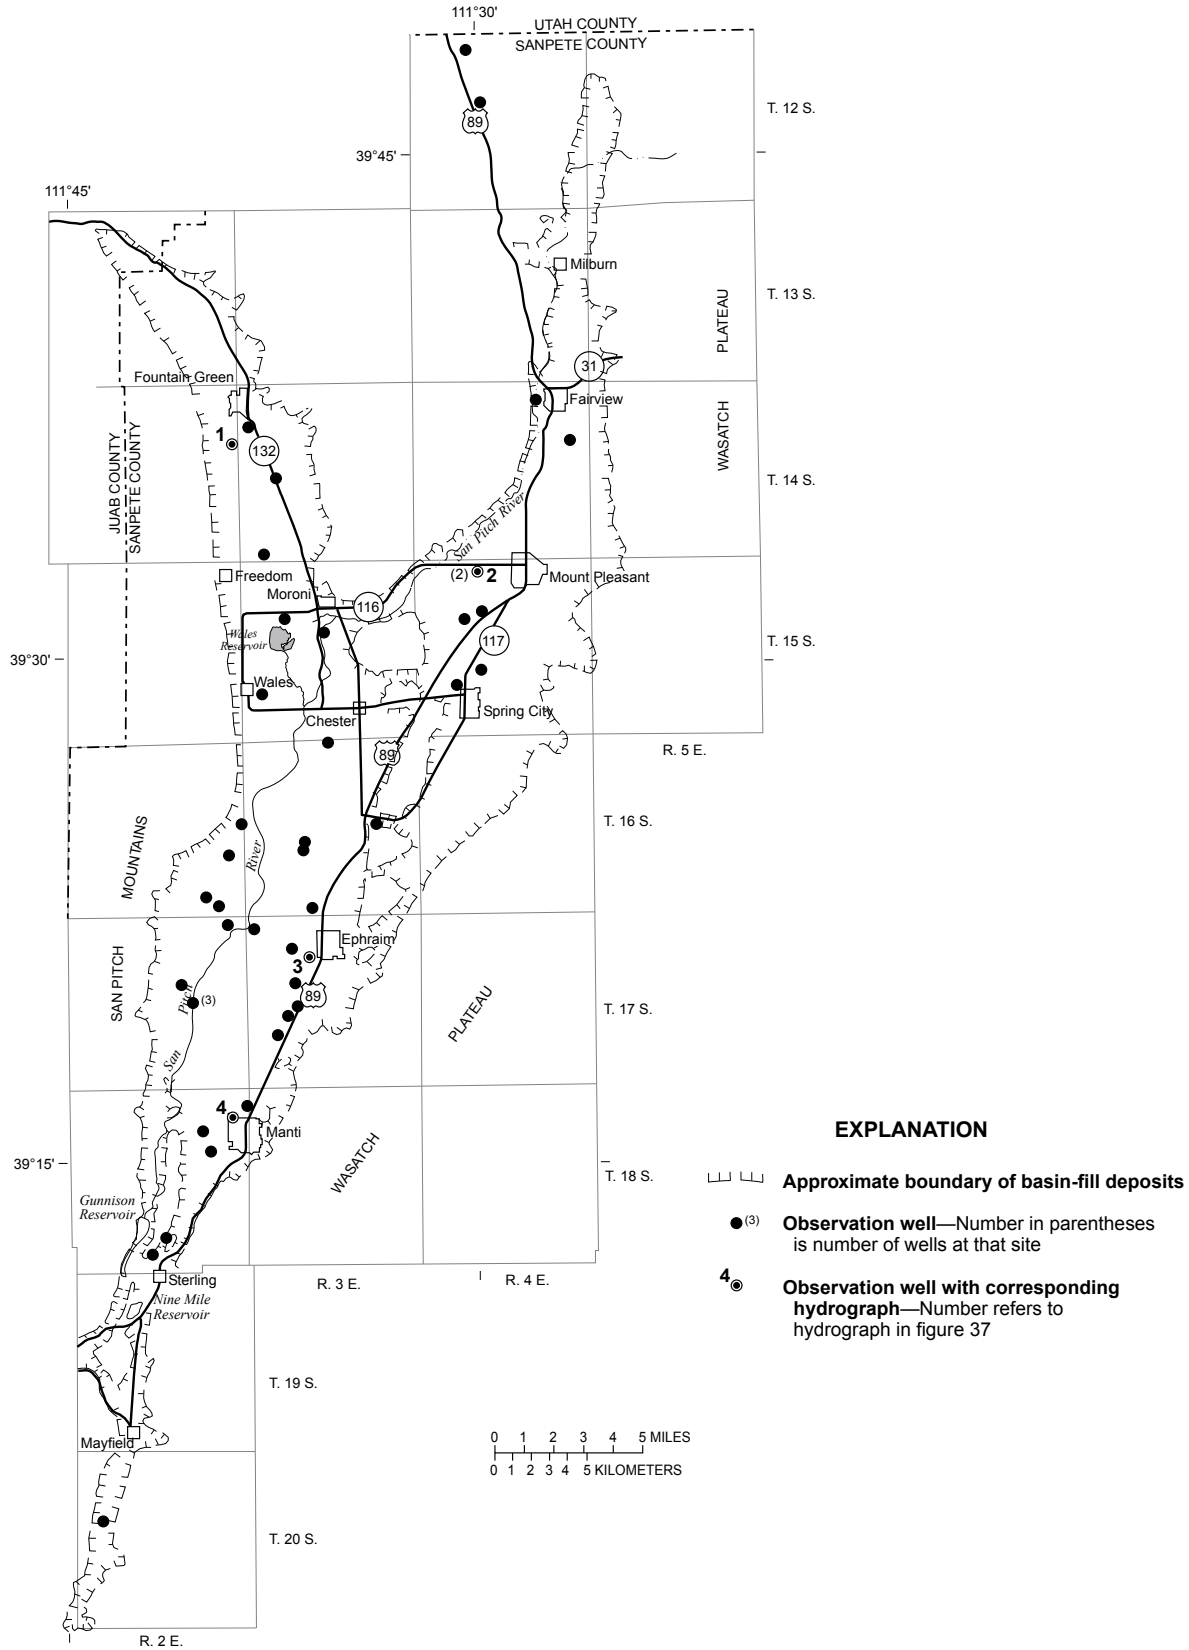 111°30'
UTAH COUNTY
SANPETE COUNTY
T. 12 S.
89
39°45'
111°45'
Milburn
T. 13 S.
PLATEAU
31
Fountain Green
Fairview
WASATCH
1
132
JUAB COUNTY
SANPETE COUNTY
T. 14 S.
San Pitch River
Freedom
(2) 2
Mount Pleasant
Moroni
116
Wales
Reservoir
117
T. 15 S.
39°30'
Wales
Chester
Spring City
R. 5 E.
89
T. 16 S.
MOUNTAINS
River
Ephraim
3
SAN PITCH
89
Pitch
(3)
PLATEAU
T. 17 S.
San
4
Manti
WASATCH
39°15'
T. 18 S.
Gunnison
Reservoir
Sterling
R. 3 E.
R. 4 E.
Nine Mile
Reservoir
T. 19 S.
Mayfield
T. 20 S.
R. 2 E.
0 1 2 3 4 5 MILES
0 1 2 3 4 5 KILOMETERS
EXPLANATION
Approximate boundary of basin-fill deposits
(3) Observation well—Number in parentheses
is number of wells at that site
4 Observation well with corresponding
hydrograph—Number refers to
hydrograph in figure 37